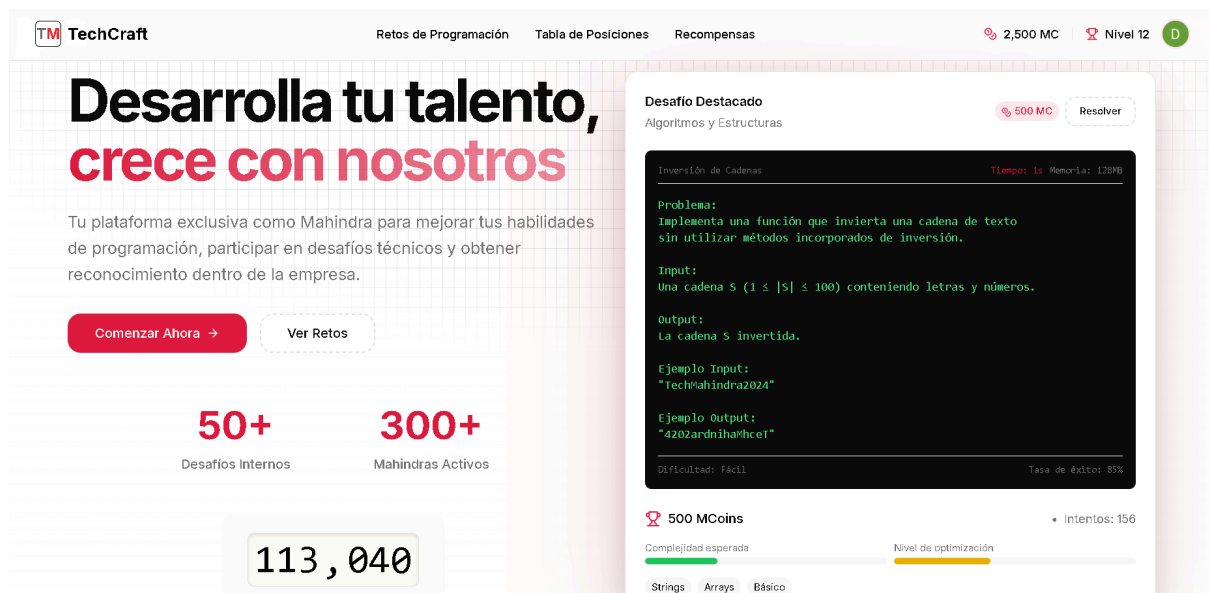 TM TechCraft
Retos de Programación
Tabla de Posiciones
Recompensas
2,500 MC
Nivel 12
D
Desarrolla tu talento,
crece con nosotros
Tu plataforma exclusiva como Mahindra para mejorar tus habilidades
de programación, participar en desafíos técnicos y obtener
reconocimiento dentro de la empresa.
Comenzar Ahora →
Ver Retos
50+
Desafíos Internos
300+
Mahindras Activos
113,040
Desafío Destacado
Algoritmos y Estructuras
500 MC
Resolver
Inversión de Cadenas
Tiempo: 1s Memoria: 128MB
Problema:
Implementa una función que invierta una cadena de texto
sin utilizar métodos incorporados de inversión.
Input:
Una cadena S (1 ≤ |S| ≤ 100) conteniendo letras y números.
Output:
La cadena S invertida.
Ejemplo Input:
"TechMahindra2024"
Ejemplo Output:
"4202ardnihaMhceT"
Dificultad: Fácil
Tasa de éxito: 85%
500 MCoins
• Intentos: 156
Complejidad esperada
Nivel de optimización
Strings
Arrays
Básico